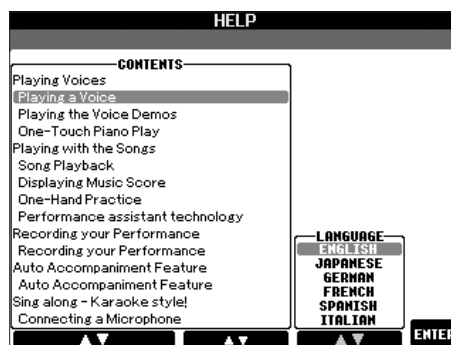 HELP
CONTENTS
Playing Voices
Playing a Voice
Playing the Voice Demos
One-Touch Piano Play
Playing with the Songs
Song Playback
Displaying Music Score
One-Hand Practice
Performance assistant technology
Recording your Performance
Recording your Performance
Auto Accompaniment Feature
Auto Accompaniment Feature
Sing along - Karaoke style!
Connecting a Microphone
LANGUAGE
ENGLISH
JAPANESE
GERMAN
FRENCH
SPANISH
ITALIAN
ENTER